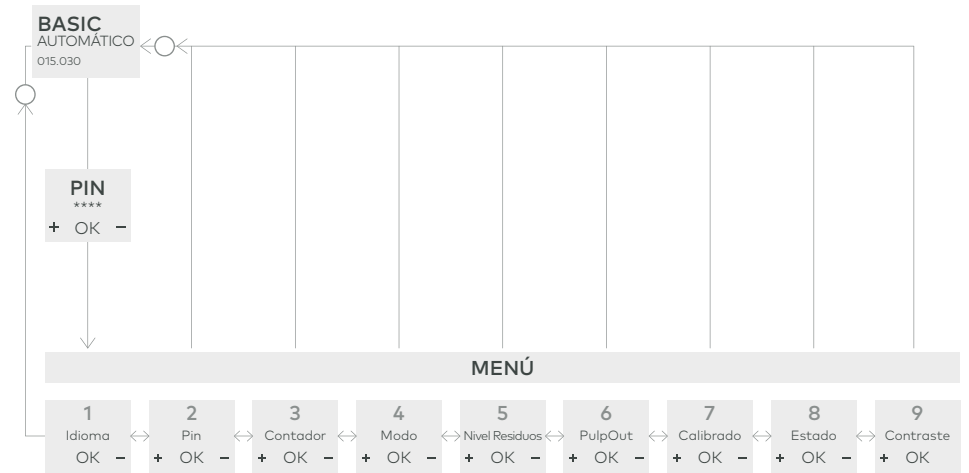 BASIC
AUTOMÁTICO
015.030
PIN
****
+ OK −
MENÚ
1 2 3 4 5 6 7 8 9
Idioma Pin Contador Modo Nivel Residuos PulpOut Calibrado Estado Contraste
OK − + OK − + OK − + OK − + OK − + OK − + OK − + OK − + OK